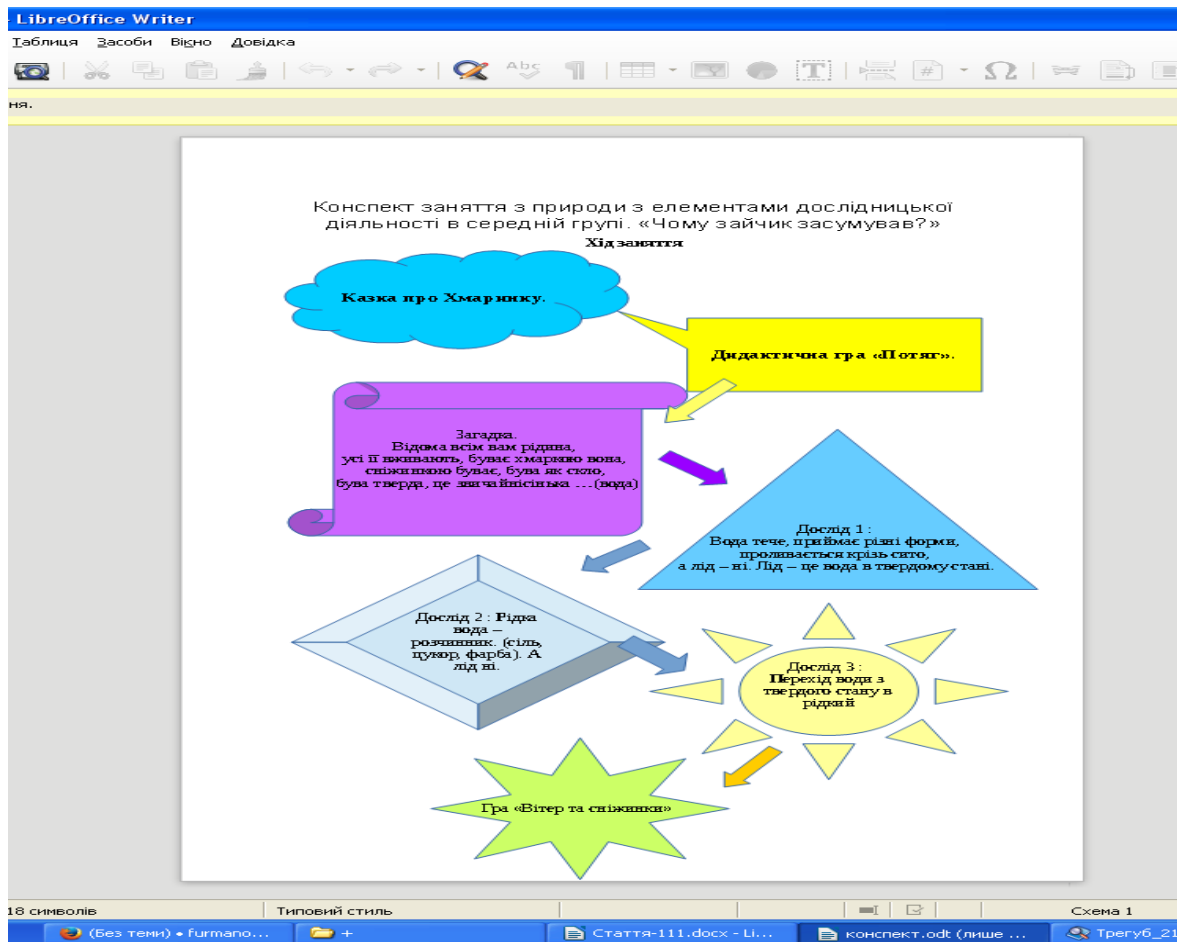 LibreOffice Writer
Таблиця Засоби Вікно Довідка
ня.
Конспект заняття з природи з елементами дослідницької
діяльності в середній групі. «Чому зайчик засумував?»
Хід заняття
Казка про Хмаринку.
Дидактична гра «Потяг».
Загадка.
Відома всім вам рідина,
усі її вживають, буває хмаркою вона,
сніжинкою буває, бува як скло,
бува тверда, це звичайнісінька …(вода)
Дослід 1 :
Вода тече, приймає різні форми,
проливається крізь сито,
а лід – ні. Лід – це вода в твердому стані.
Дослід 2 : Рідка
вода –
розчинник. (сіль,
цукор, фарба). А
лід ні.
Дослід 3 :
Перехід води з
твердого стану в
рідкий
Гра «Вітер та сніжинки»
18 символів Типовий стиль Схема 1
(Без теми) • furmano... + Стаття-111.docx - Li... конспект.odt (лише ... Трегуб_21